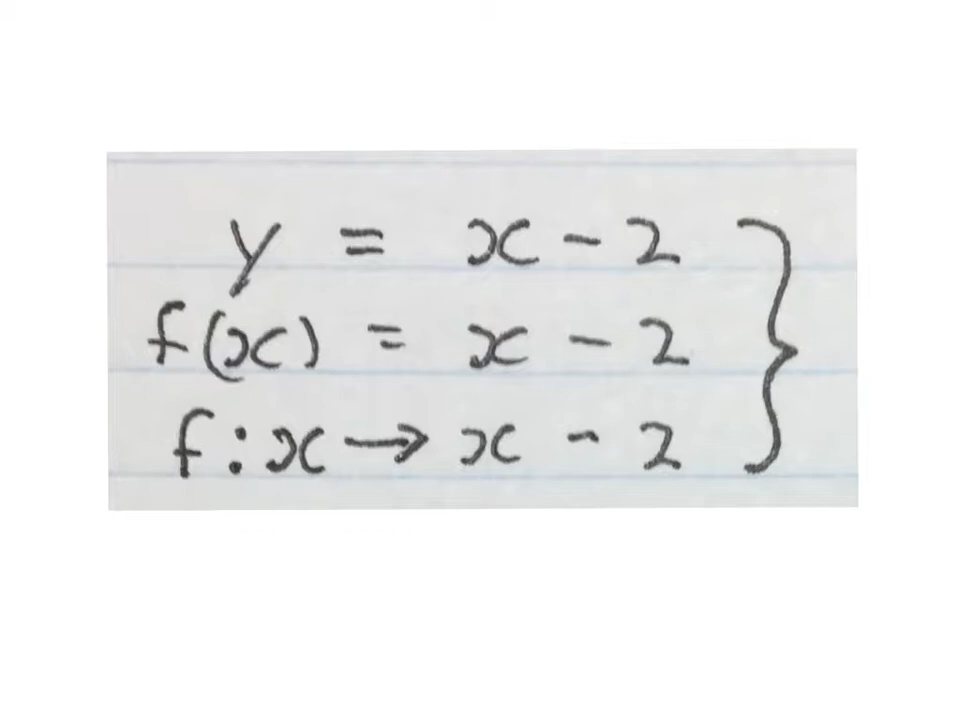 y = x - 2
f(x) = x - 2
f : x → x - 2
}